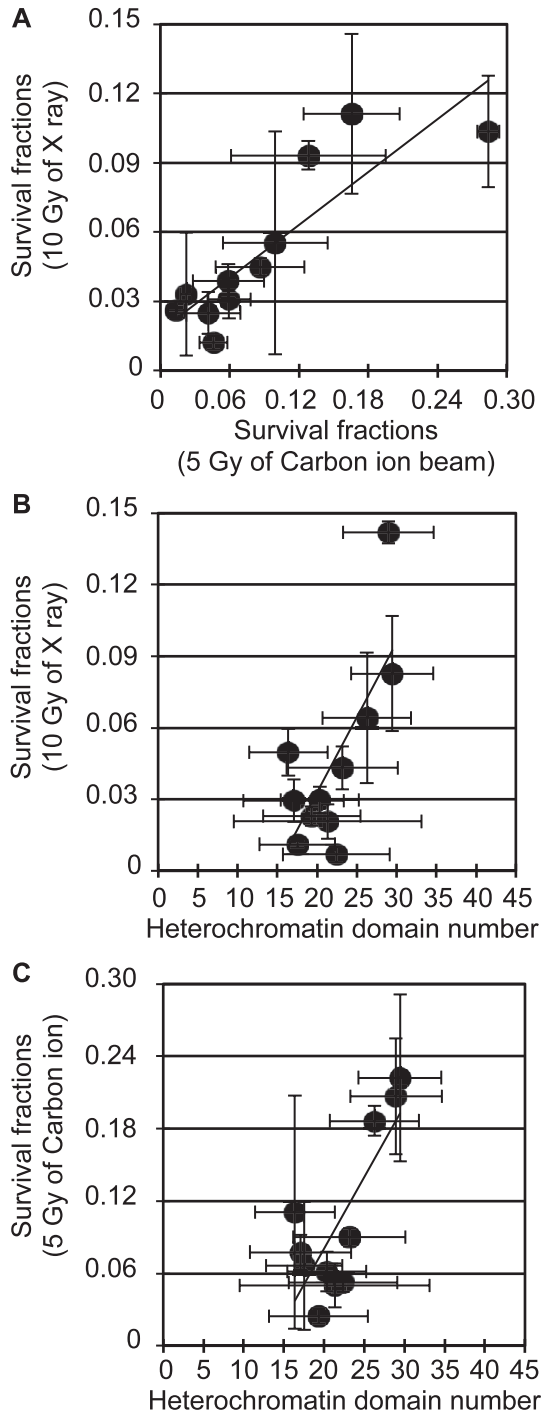 A
Survival fractions
(10 Gy of X ray)
0.15
0.12
0.09
0.06
0.03
0
0 0.06 0.12 0.18 0.24 0.30
Survival fractions
(5 Gy of Carbon ion beam)
B
Survival fractions
(10 Gy of X ray)
0.15
0.12
0.09
0.06
0.03
0
0 5 10 15 20 25 30 35 40 45
Heterochromatin domain number
C
Survival fractions
(5 Gy of Carbon ion)
0.30
0.24
0.18
0.12
0.06
0
0 5 10 15 20 25 30 35 40 45
Heterochromatin domain number